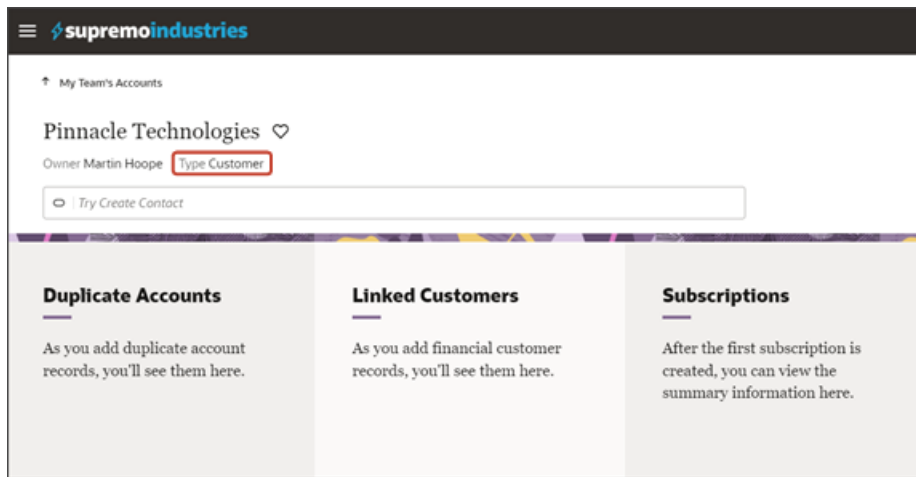 supremoindustries
My Team's Accounts
Pinnacle Technologies
Owner Martin Hoope Type Customer
Try Create Contact
Duplicate Accounts
As you add duplicate account
records, you'll see them here.
Linked Customers
As you add financial customer
records, you'll see them here.
Subscriptions
After the first subscription is
created, you can view the
summary information here.